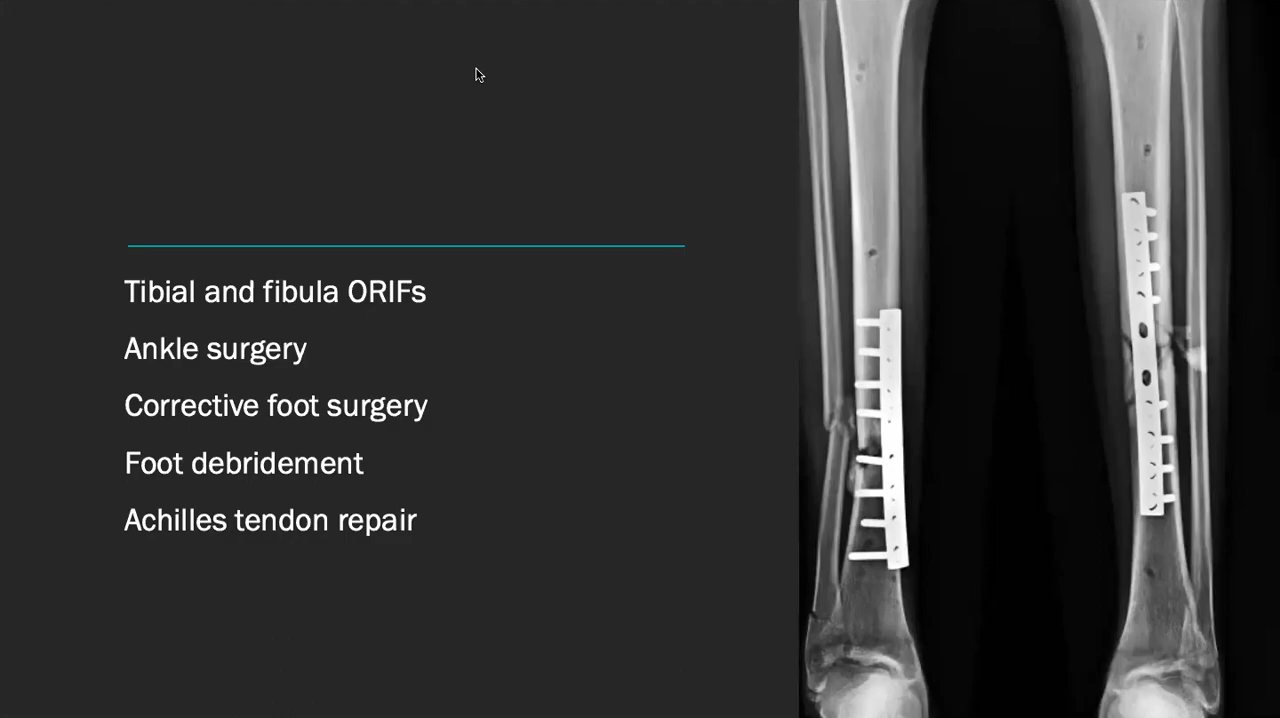 Tibial and fibula ORIFs
Ankle surgery
Corrective foot surgery
Foot debridement
Achilles tendon repair